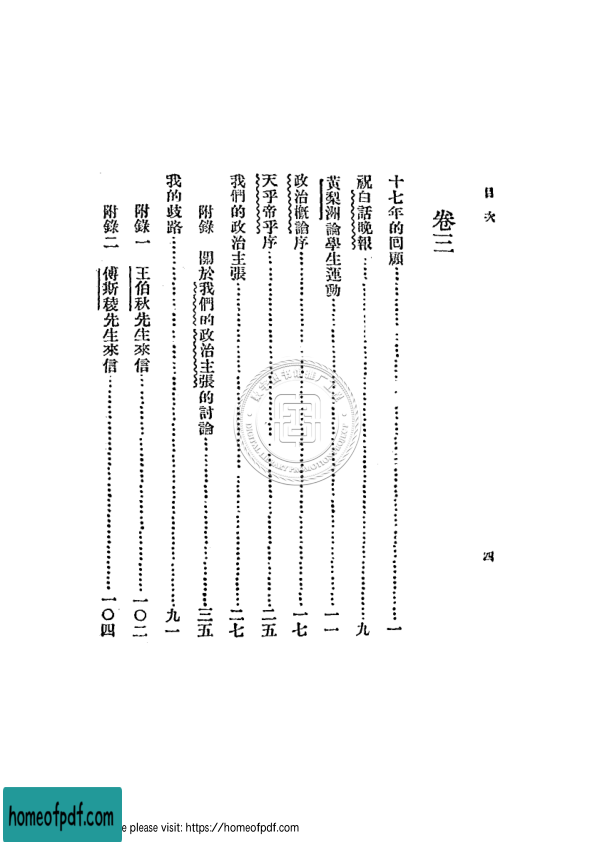 目次
四
卷三
十七年的回顧……一
祝白話晚報……九
黃梨洲論學生運動……一一
政治概論序……一七
天乎帝乎序……二五
我們的政治主張……二七
附錄 關於我們的政治主張的討論……三五
我的歧路……九一
附錄一 王伯秋先生來信……一〇二
附錄二 傅斯稜先生來信……一〇四
DIGITAL LIBRARY PROMOTION PROJECT
homeofpdf.com
e please visit: https://homeofpdf.com